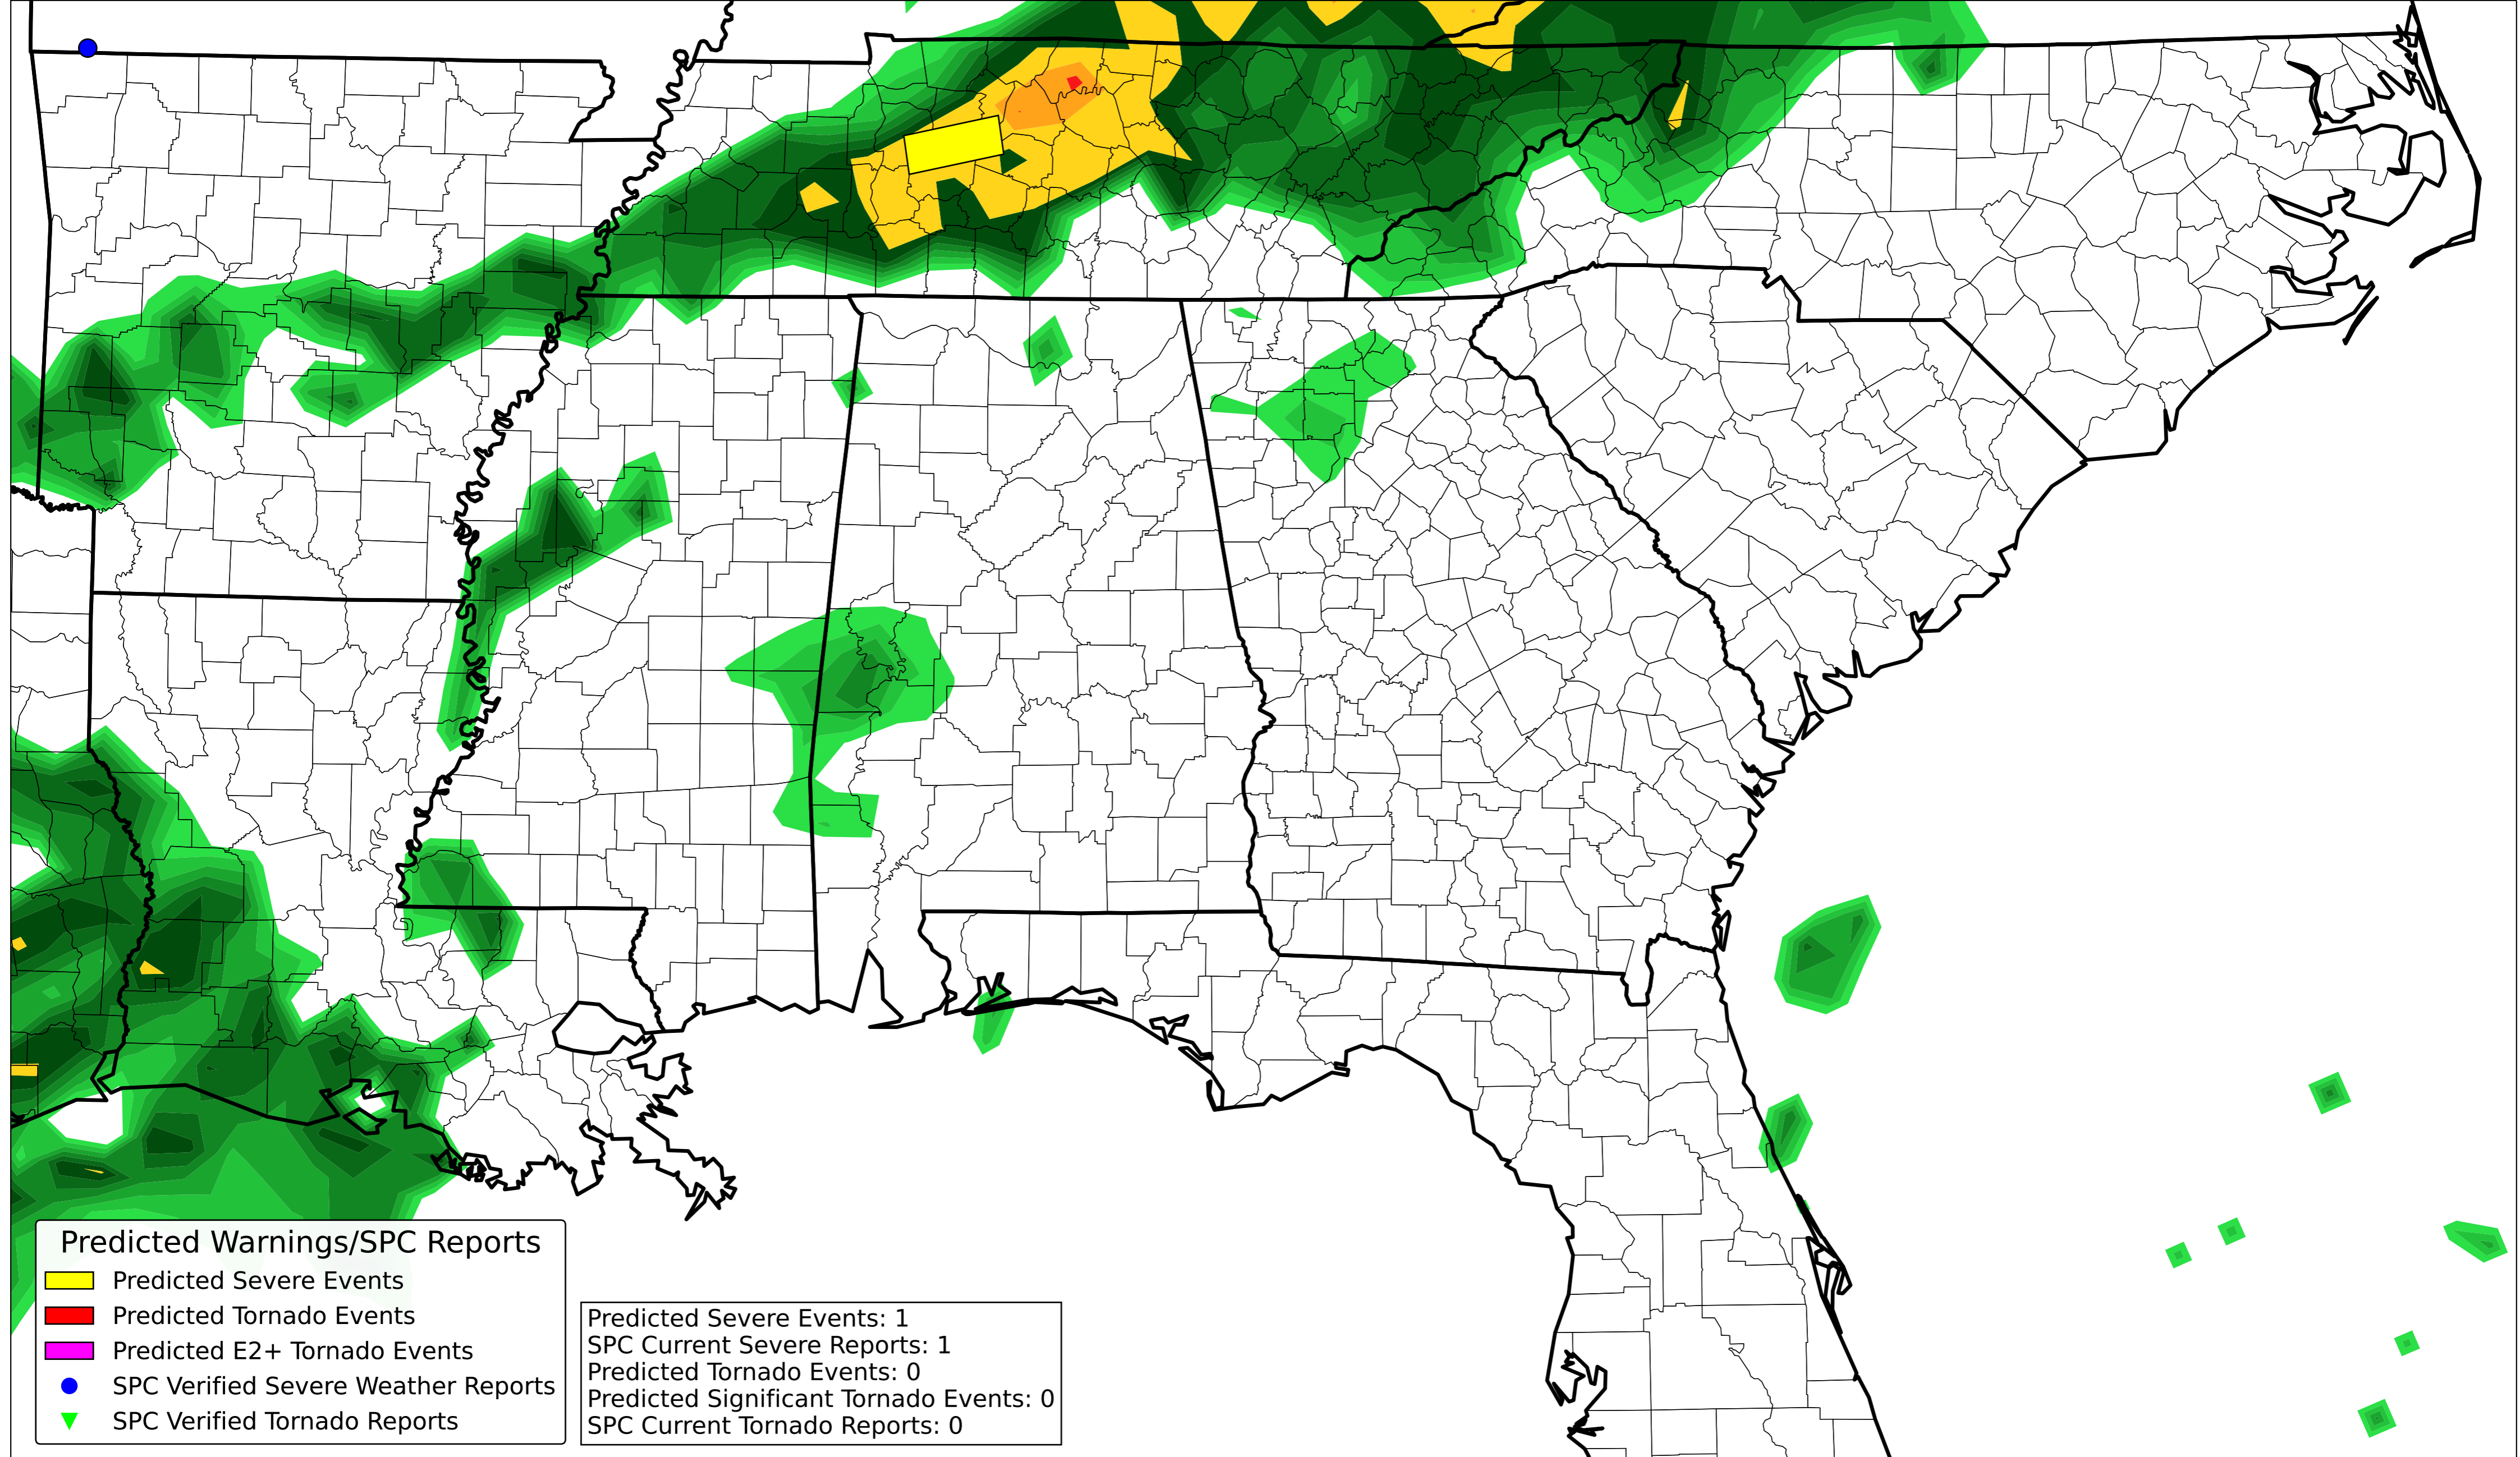 Predicted Warnings/SPC Reports
Predicted Severe Events
Predicted Tornado Events
Predicted E2+ Tornado Events
SPC Verified Severe Weather Reports
SPC Verified Tornado Reports
Predicted Severe Events: 1
SPC Current Severe Reports: 1
Predicted Tornado Events: 0
Predicted Significant Tornado Events: 0
SPC Current Tornado Reports: 0